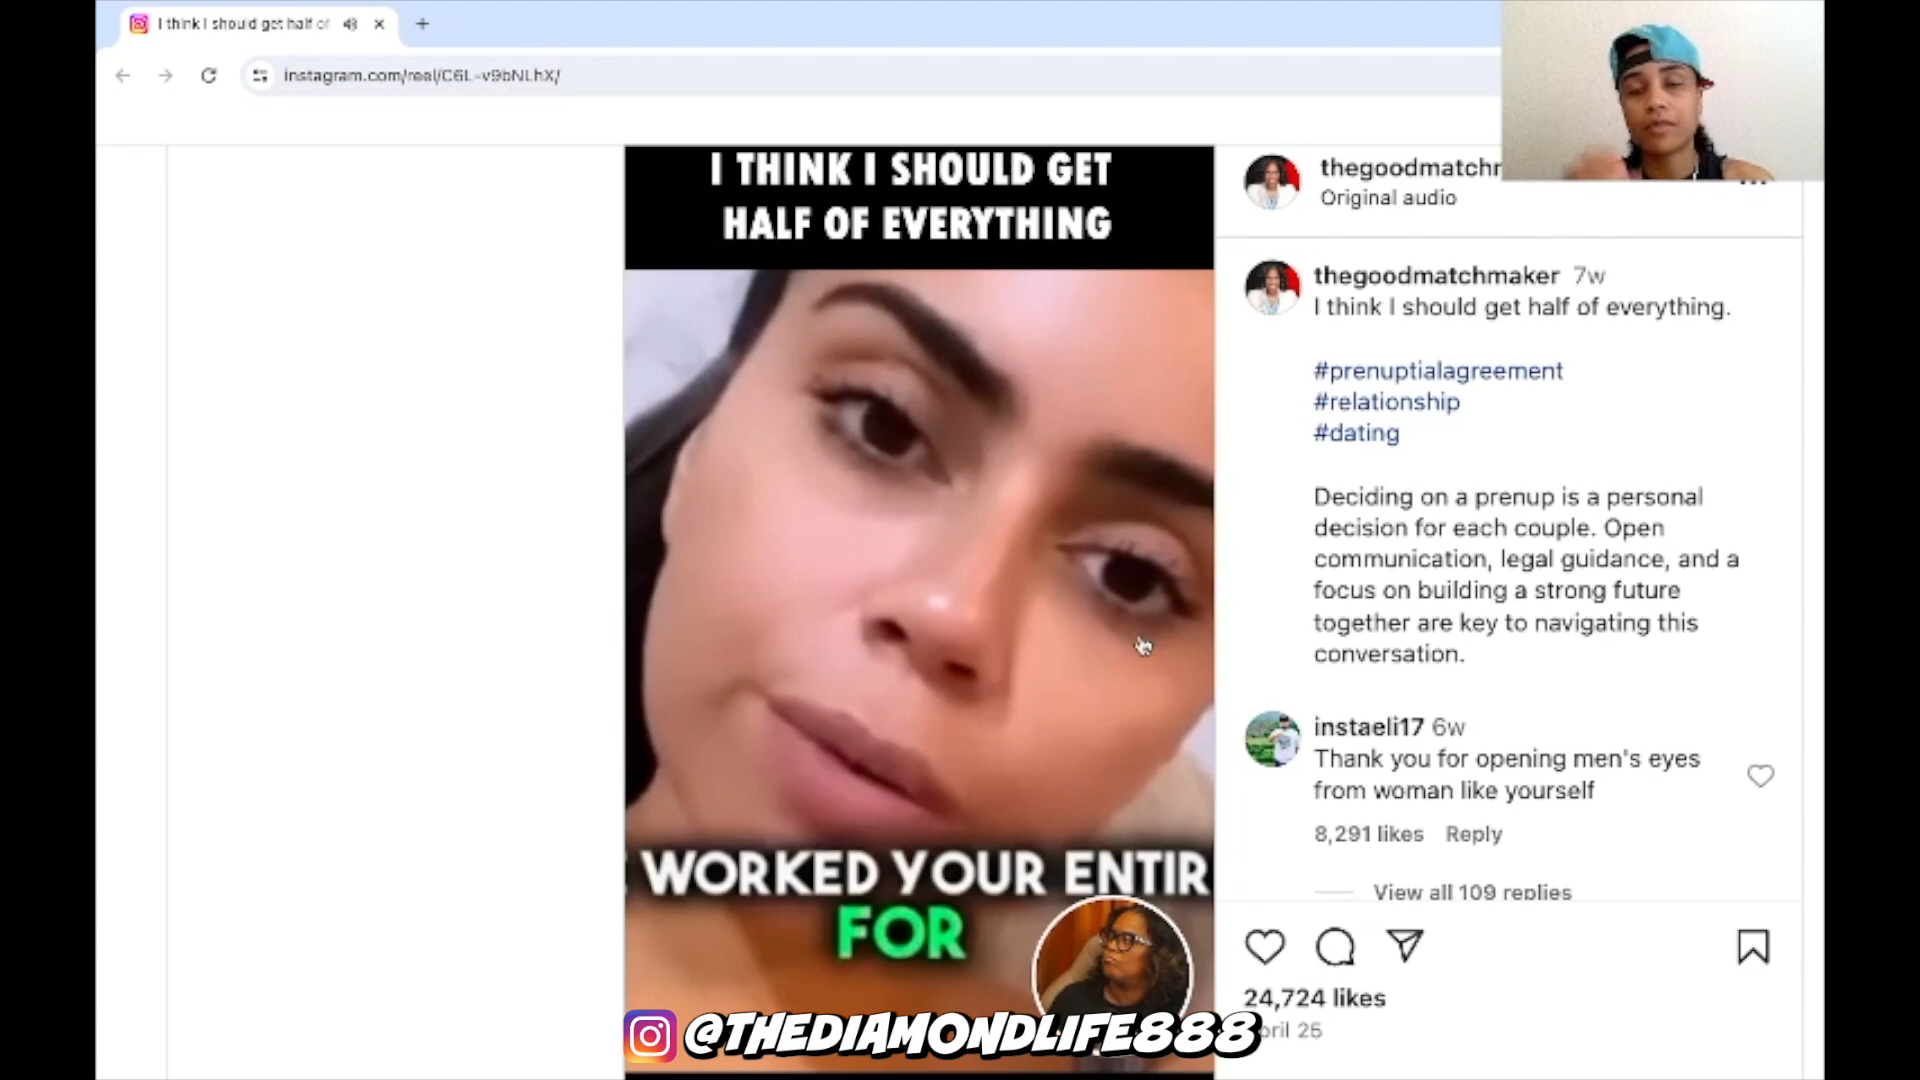 I think I should get half of
instagram.com/reel/C6L-v9bNLhX/
I THINK I SHOULD GET
HALF OF EVERYTHING
WORKED YOUR ENTIR
FOR
@THEDIAMONDLIFE888
thegoodmatchm
Original audio
thegoodmatchmaker 7w
I think I should get half of everything.
#prenuptialagreement
#relationship
#dating
Deciding on a prenup is a personal
decision for each couple. Open
communication, legal guidance, and a
focus on building a strong future
together are key to navigating this
conversation.
instaeli17 6w
Thank you for opening men's eyes
from woman like yourself
8,291 likes Reply
View all 109 replies
24,724 likes
pril 25